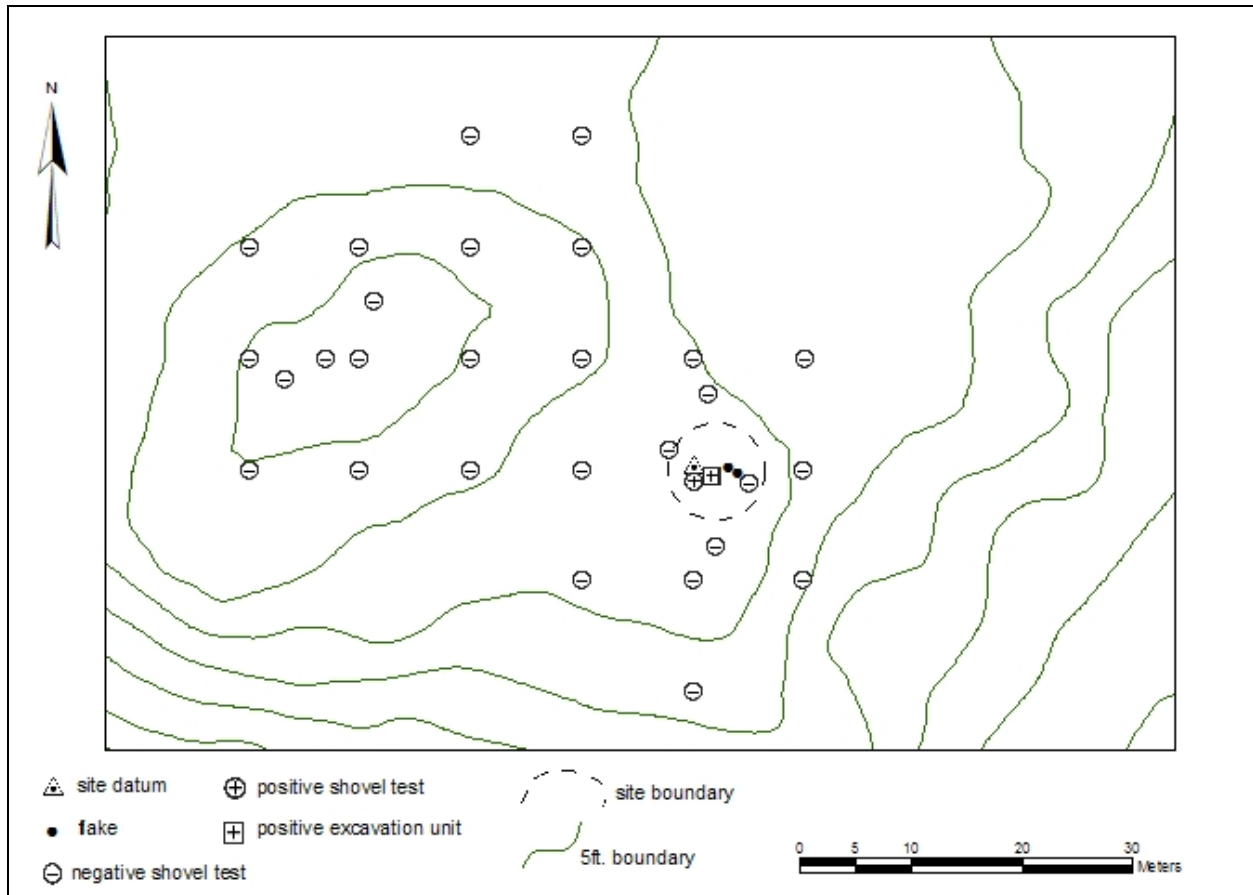 N
site datum
positive shovel test
site boundary
fake
positive excavation unit
5ft. boundary
negative shovel test
0 5 10 20 30
Meters